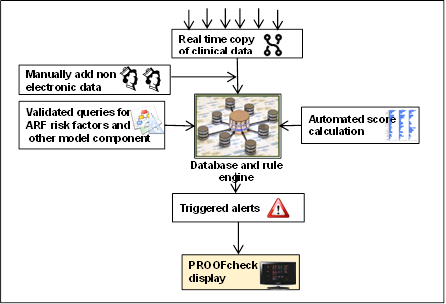 Real time copy
of clinical data
Manually add non
electronic data
Validated queries for
ARF risk factors and
other model component
Automated score
calculation
Database and rule
engine
Triggered alerts
PROOFcheck
display